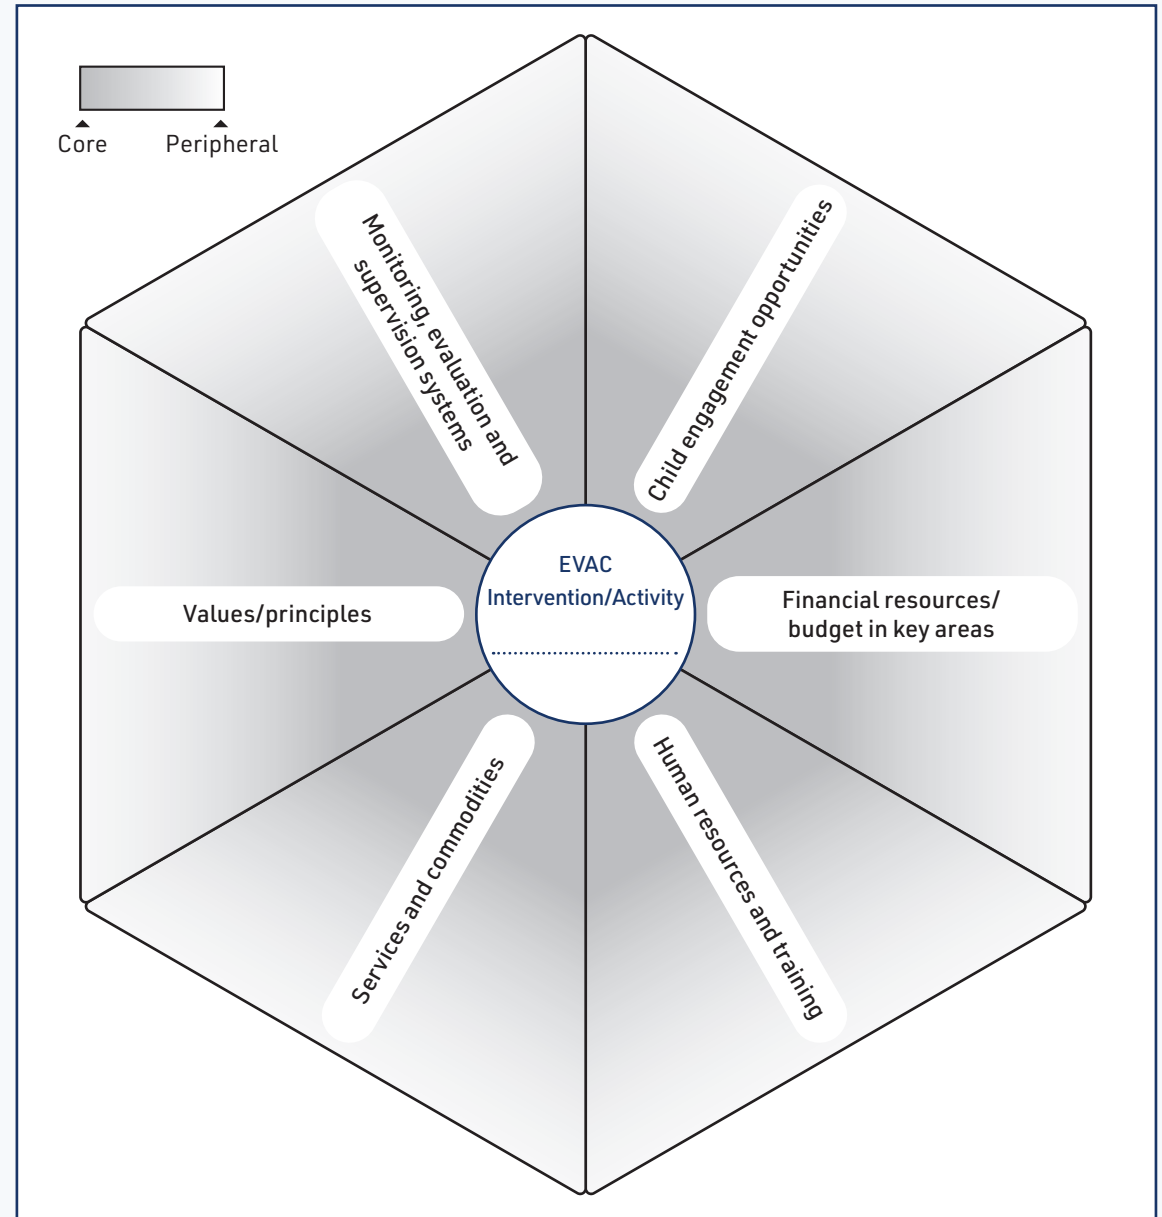 Core
Peripheral
Monitoring, evaluation and
supervision systems
Child engagement opportunities
EVAC
Intervention/Activity
Values/principles
Financial resources/
budget in key areas
Services and commodities
Human resources and training